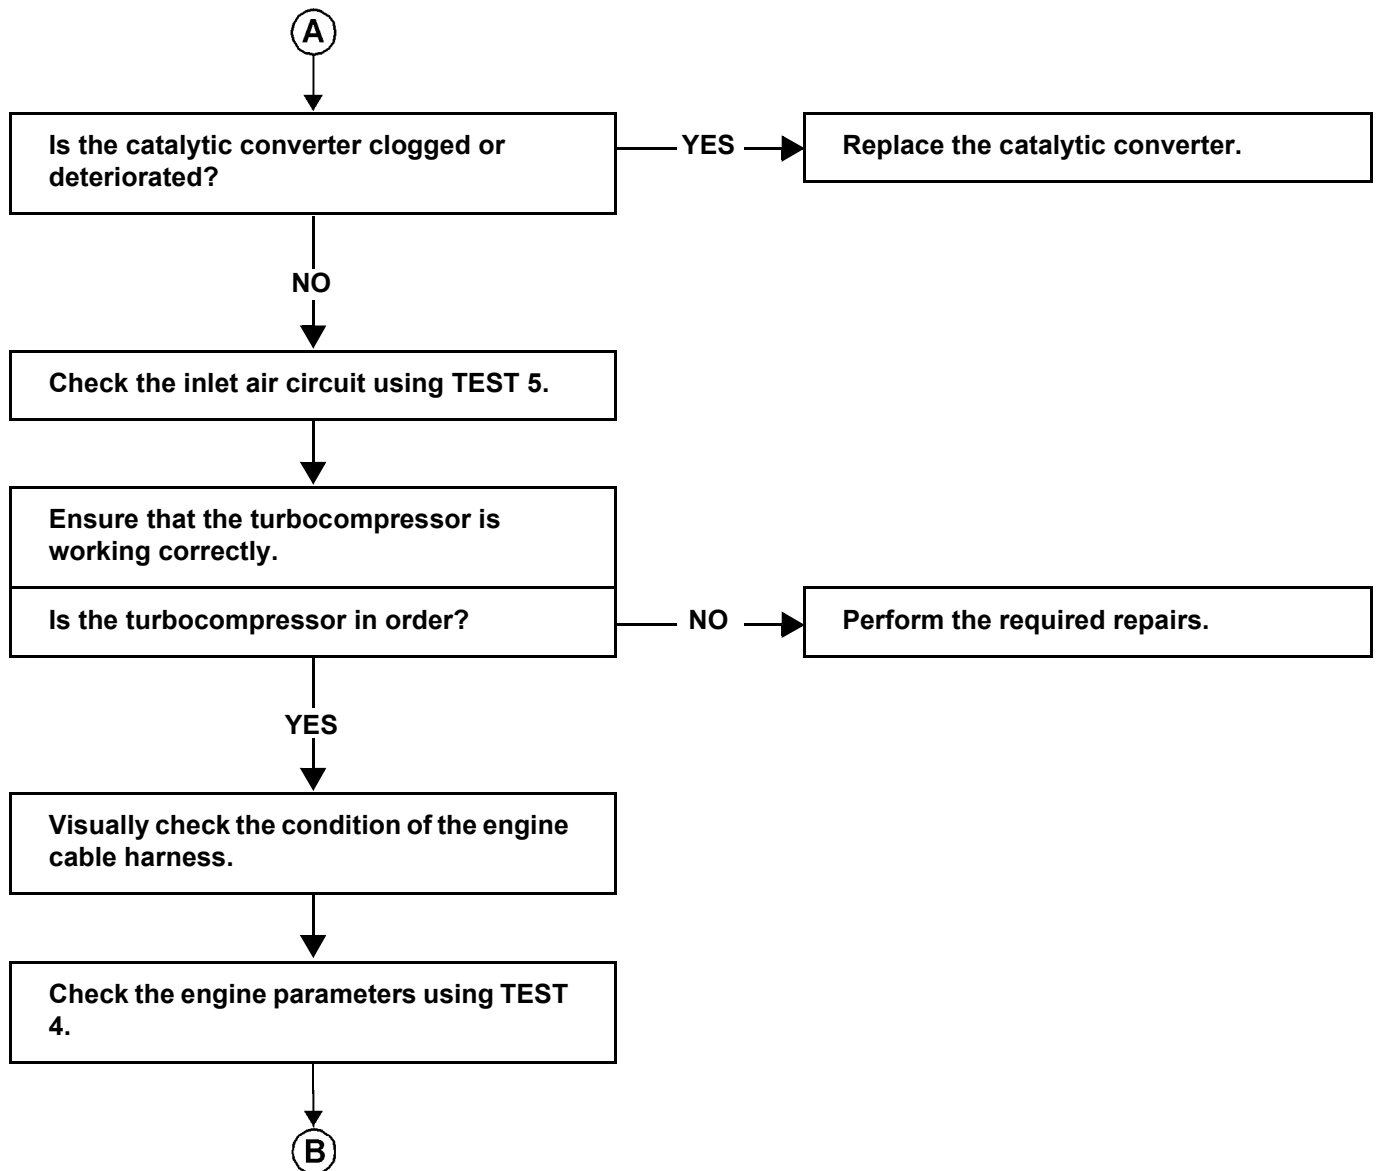 A
Is the catalytic converter clogged or
deteriorated?
YES
Replace the catalytic converter.
NO
Check the inlet air circuit using TEST 5.
Ensure that the turbocompressor is
working correctly.
Is the turbocompressor in order?
NO
Perform the required repairs.
YES
Visually check the condition of the engine
cable harness.
Check the engine parameters using TEST
4.
B